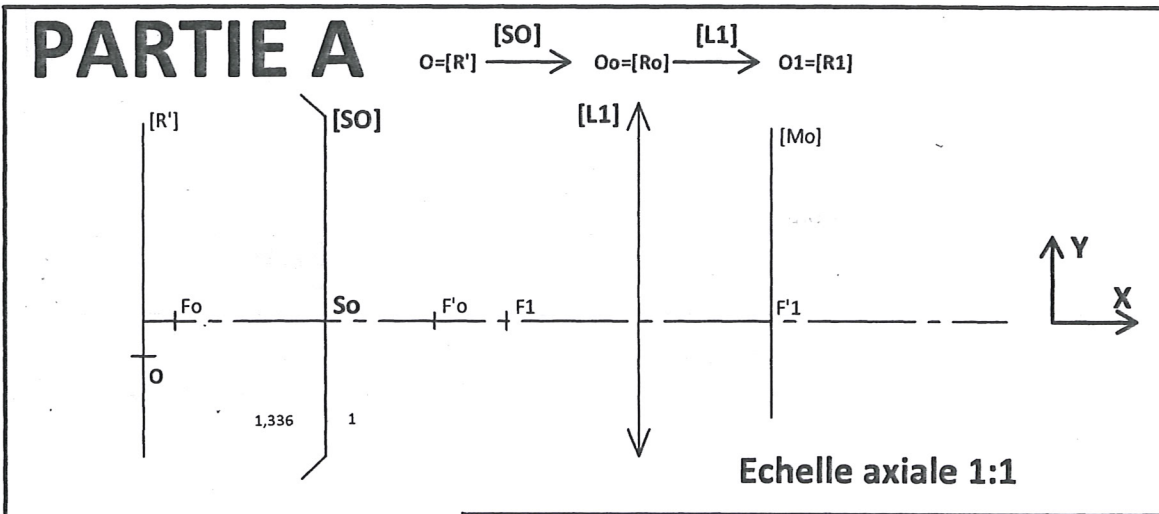 PARTIE A
O=[R'] [SO] Oo=[Ro] [L1] O1=[R1]
[R'] [SO] [L1] [Mo]
Fo So F'o F1 F'1
Y
X
O
1,336 1
Echelle axiale 1:1